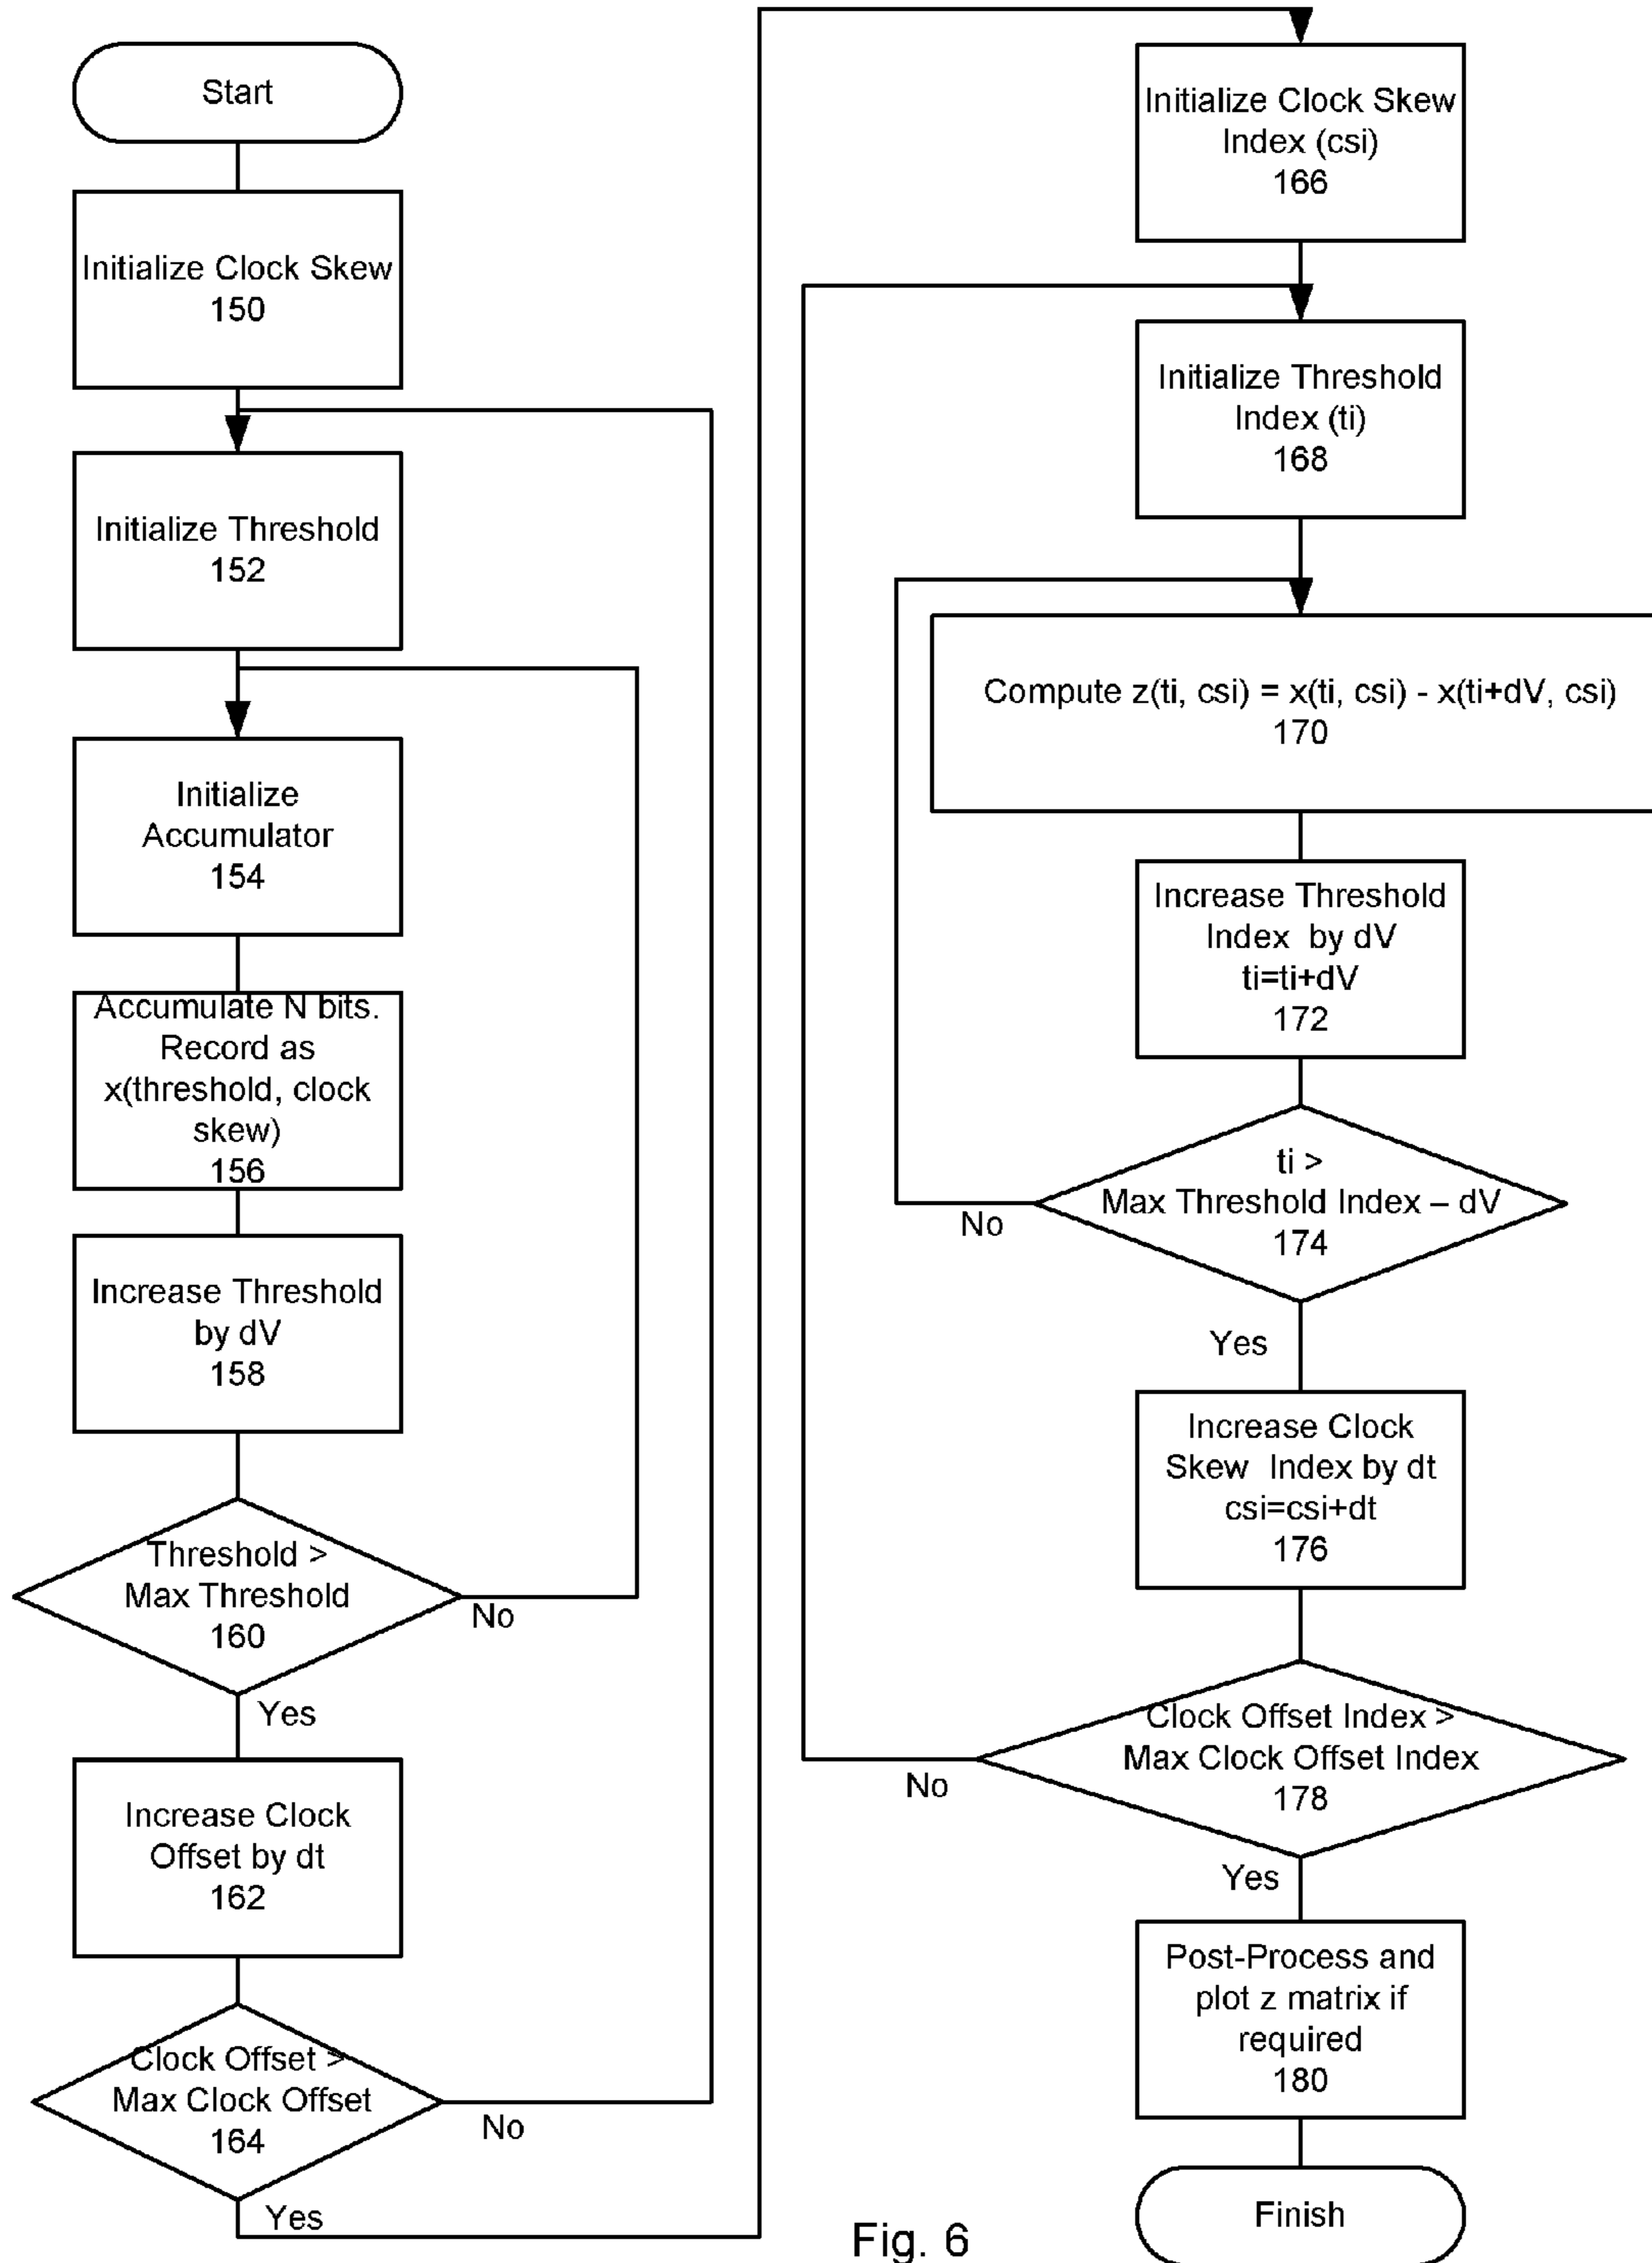 Start
Initialize Clock Skew
150
Initialize Threshold
152
Initialize
Accumulator
154
Accumulate N bits.
Record as
x(threshold, clock
skew)
156
Increase Threshold
by dV
158
Threshold >
Max Threshold
160
No
Yes
Increase Clock
Offset by dt
162
Clock Offset >
Max Clock Offset
164
No
Yes
Initialize Clock Skew
Index (csi)
166
Initialize Threshold
Index (ti)
168
Compute z(ti, csi) = x(ti, csi) - x(ti+dV, csi)
170
Increase Threshold
Index by dV
ti=ti+dV
172
ti >
Max Threshold Index – dV
174
No
Yes
Increase Clock
Skew Index by dt
csi=csi+dt
176
Clock Offset Index >
Max Clock Offset Index
178
No
Yes
Post-Process and
plot z matrix if
required
180
Finish
Fig. 6